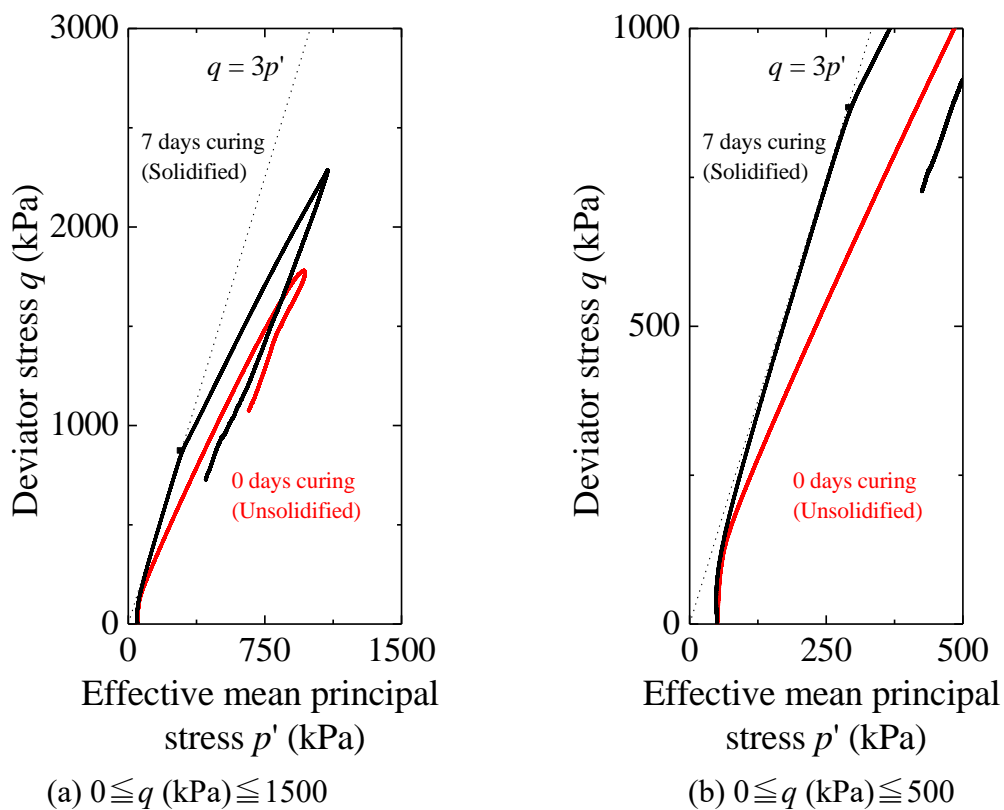 3000
q = 3p'
7 days curing
(Solidified)
2000
1000
0 days curing
(Unsolidified)
0
0
750
1500
Deviator stress q (kPa)
Effective mean principal
stress p' (kPa)
(a) 0≦q (kPa)≦1500
1000
q = 3p'
7 days curing
(Solidified)
500
0 days curing
(Unsolidified)
0
0
250
500
Deviator stress q (kPa)
Effective mean principal
stress p' (kPa)
(b) 0≦q (kPa)≦500